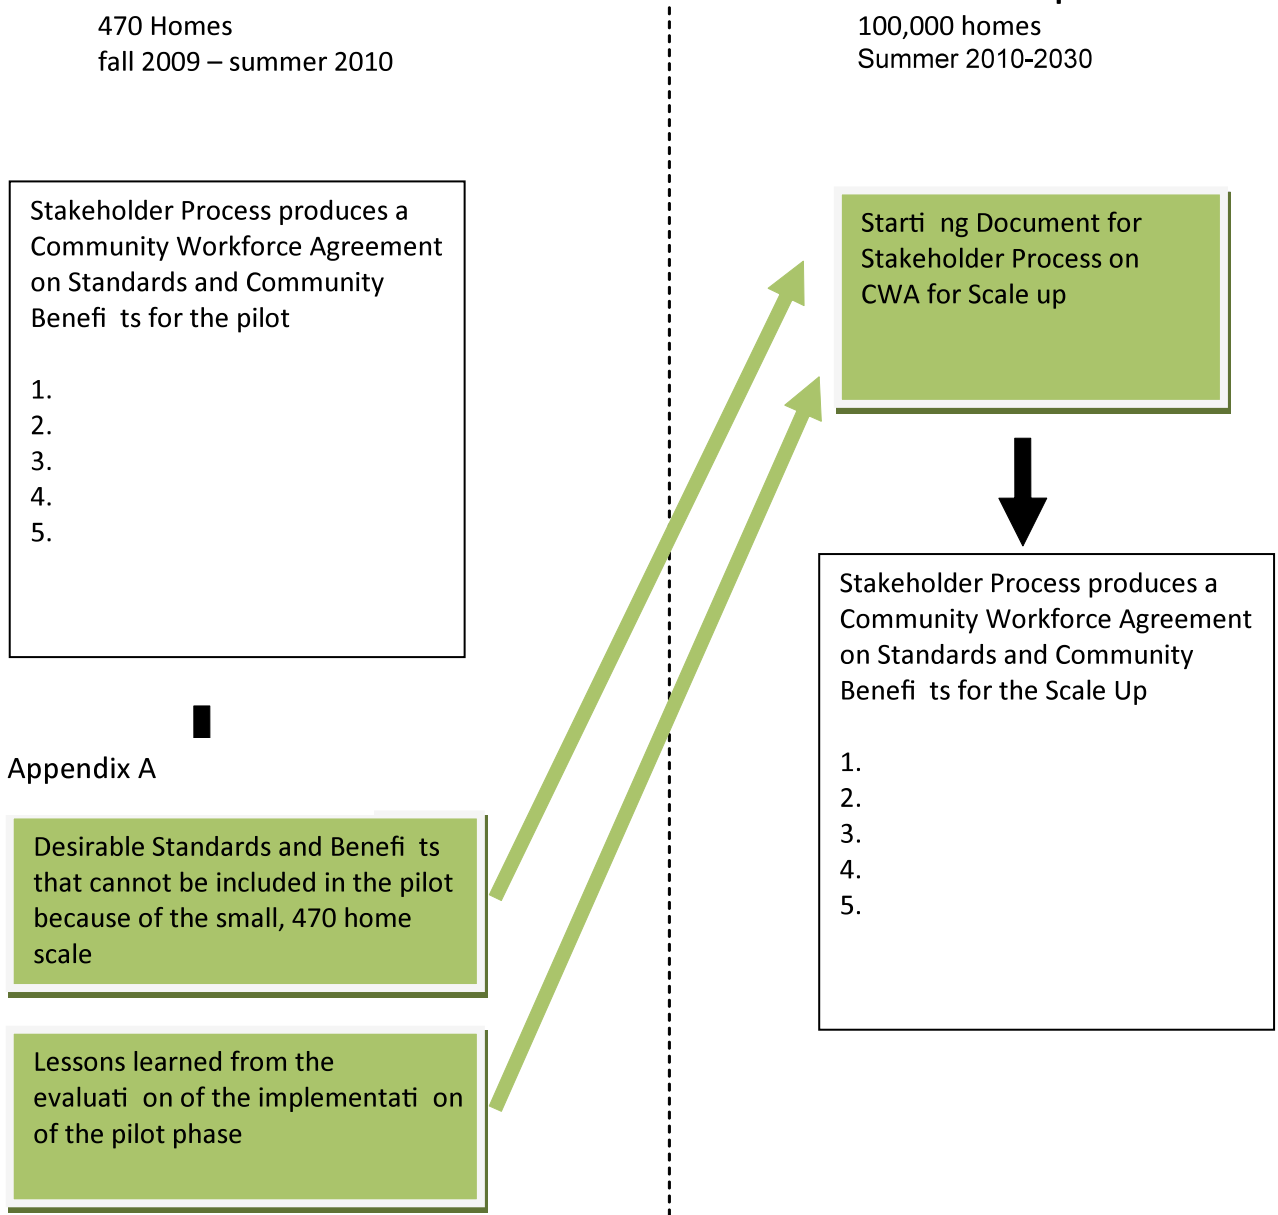 470 Homes
fall 2009 – summer 2010
100,000 homes
Summer 2010-2030
Stakeholder Process produces a
Community Workforce Agreement
on Standards and Community
Benefi ts for the pilot
1.
2.
3.
4.
5.
Appendix A
Desirable Standards and Benefi ts
that cannot be included in the pilot
because of the small, 470 home
scale
Lessons learned from the
evaluati on of the implementati on
of the pilot phase
Starti ng Document for
Stakeholder Process on
CWA for Scale up
Stakeholder Process produces a
Community Workforce Agreement
on Standards and Community
Benefi ts for the Scale Up
1.
2.
3.
4.
5.